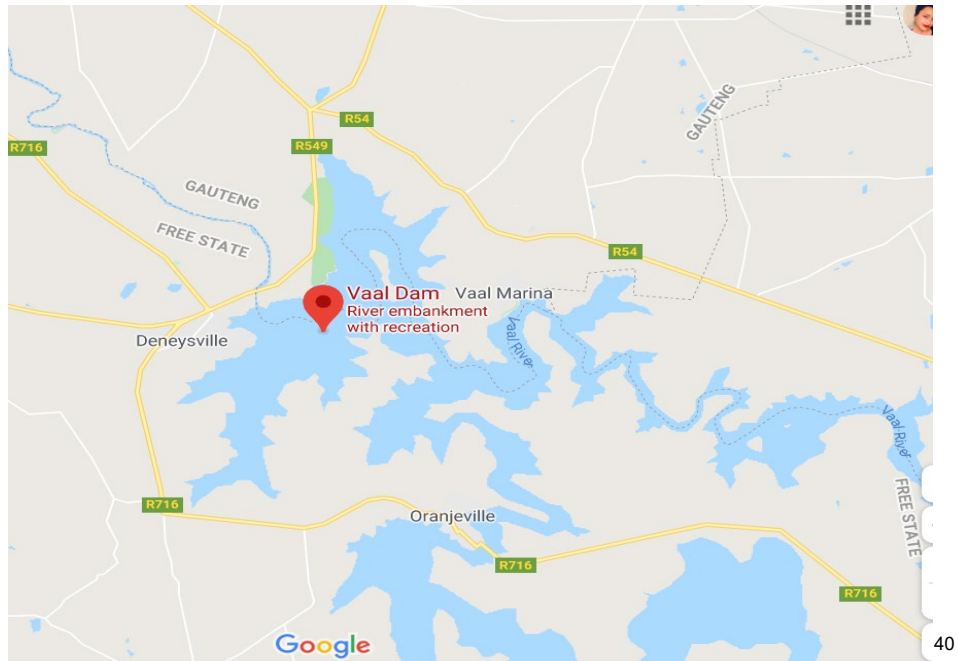 R54
R549
R716
GAUTENG
GAUTENG
FREE STATE
R54
Vaal Dam
River embankment
with recreation
Vaal Marina
Vaal River
Deneysville
Vaal River
FREE STATE
R716
Oranjeville
R716
R716
Google
40